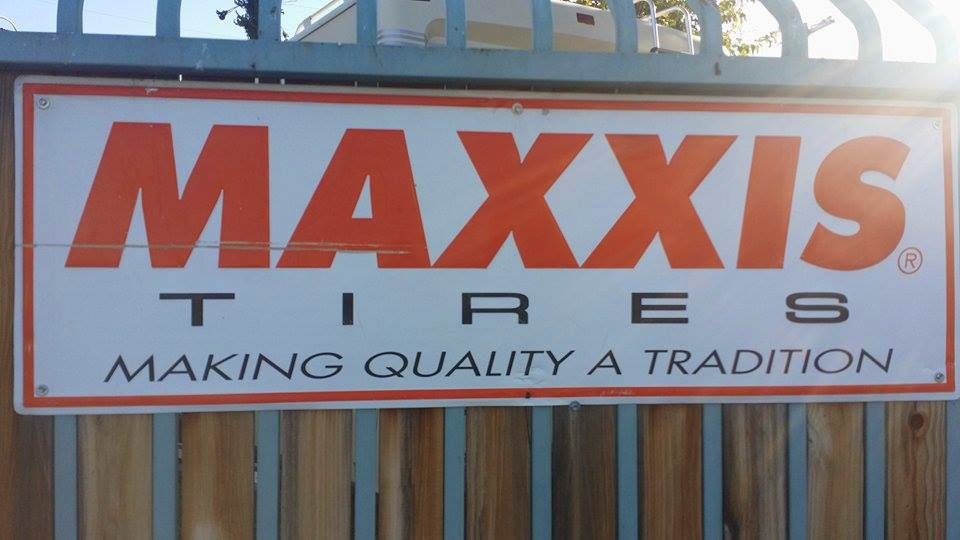 MAXXIS®
TIRES
MAKING QUALITY A TRADITION